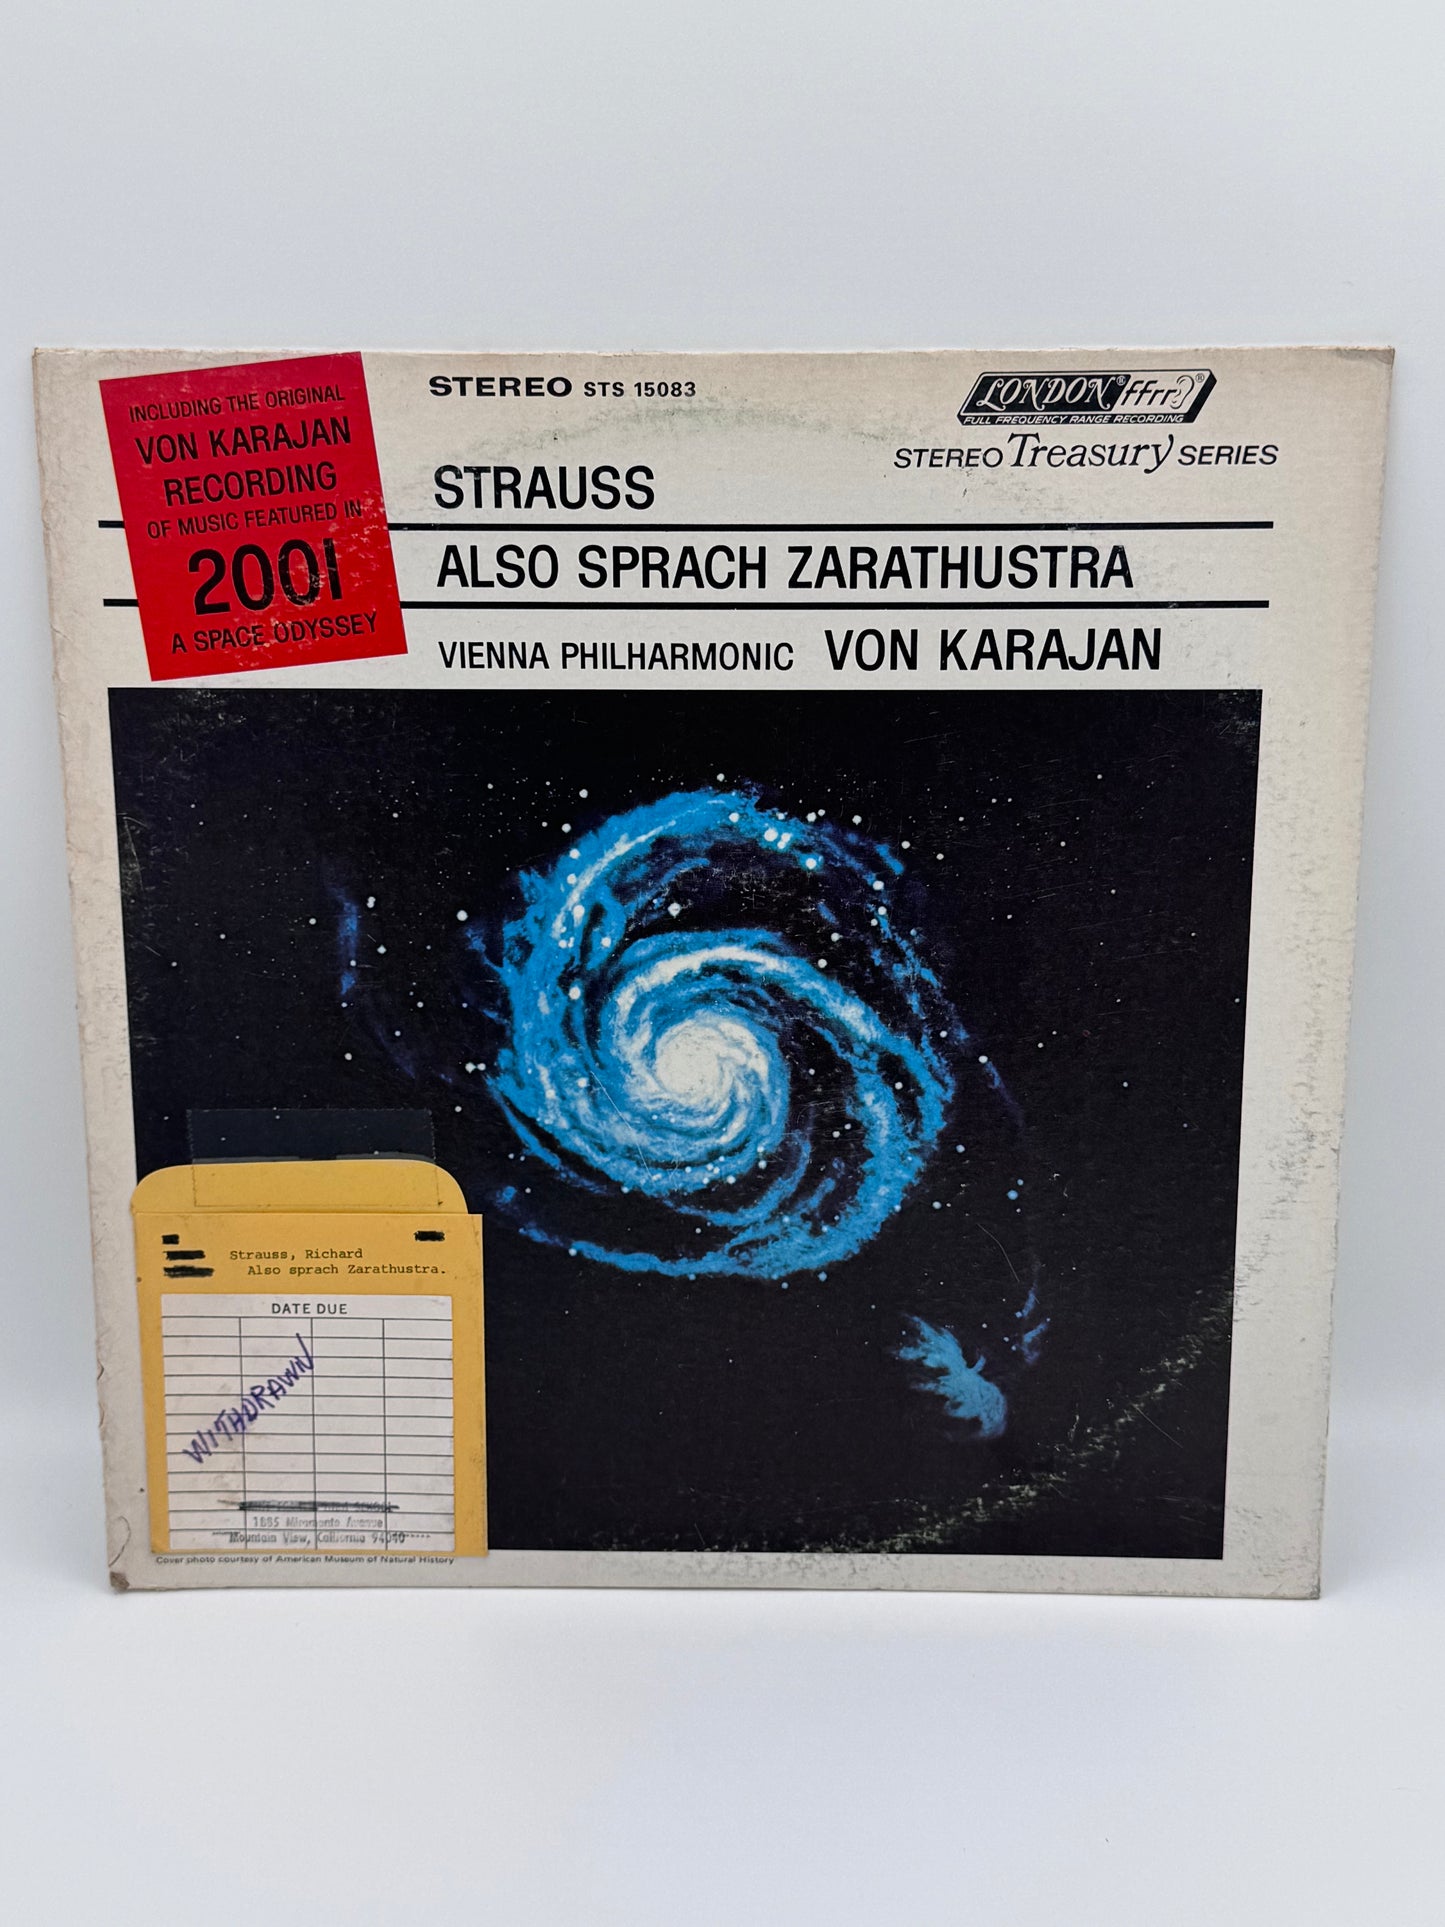 INCLUDING THE ORIGINAL
VON KARAJAN
RECORDING
OF MUSIC FEATURED IN
2001
A SPACE ODYSSEY
STEREO STS 15083
LONDON® ffrr®
FULL FREQUENCY RANGE RECORDING
STEREO Treasury SERIES
STRAUSS
ALSO SPRACH ZARATHUSTRA
VIENNA PHILHARMONIC VON KARAJAN
Strauss, Richard
Also sprach Zarathustra.
DATE DUE
WITHDRAWN
1885 Miramonte Avenue
Mountain View, California 94040
Cover photo courtesy of American Museum of Natural History